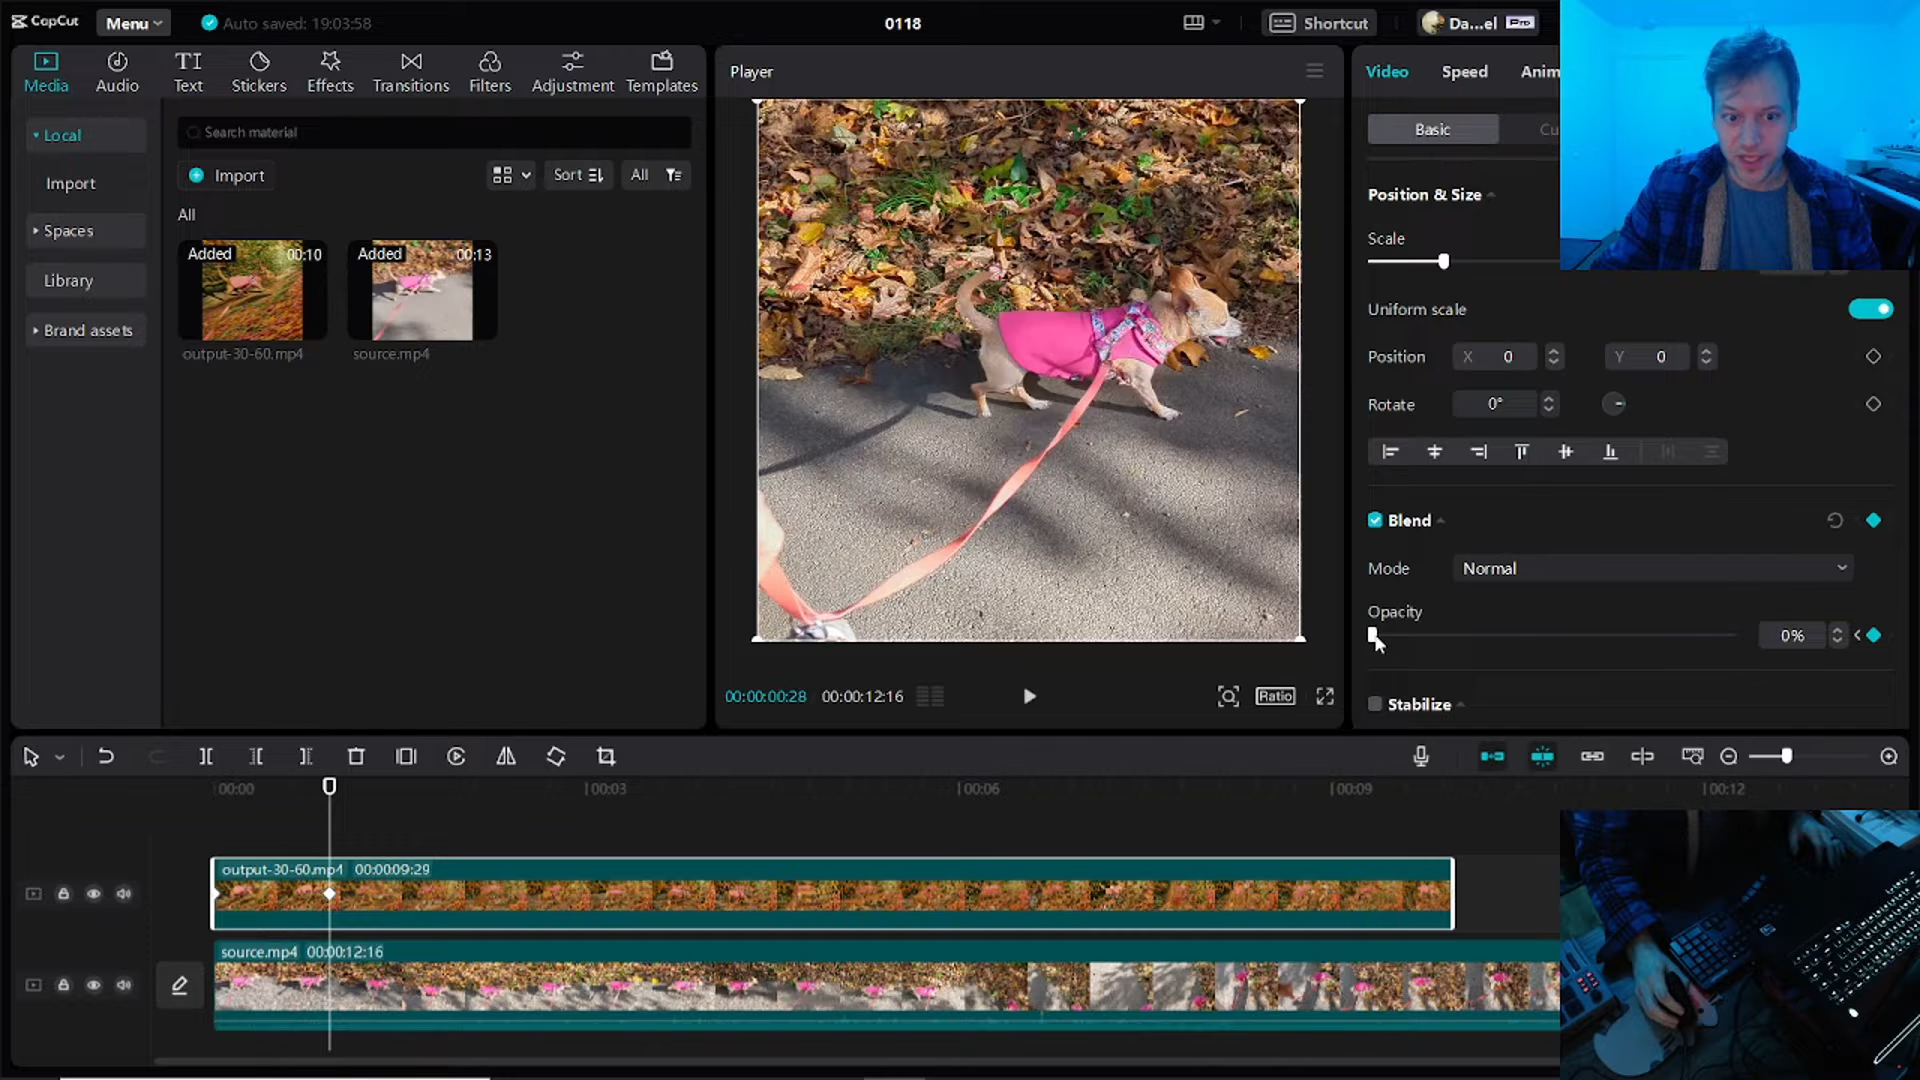 CapCut
Menu
Auto saved: 19:03:58
0118
Shortcut
Da...el
Pro
Media
Audio
TI
Text
Stickers
Effects
Transitions
Filters
Adjustment
Templates
Local
Import
Spaces
Library
Brand assets
Search material
Import
Sort
All
All
Added 00:10
output-30-60.mp4
Added 00:13
source.mp4
Player
00:00:00:28 00:00:12:16
Ratio
Video
Speed
Anim
Basic
Cu
Position & Size
Scale
Uniform scale
Position X 0 Y 0
Rotate 0°
Blend
Mode Normal
Opacity
0%
Stabilize
00:00
00:03
00:06
00:09
00:12
output-30-60.mp4 00:00:09:29
source.mp4 00:00:12:16